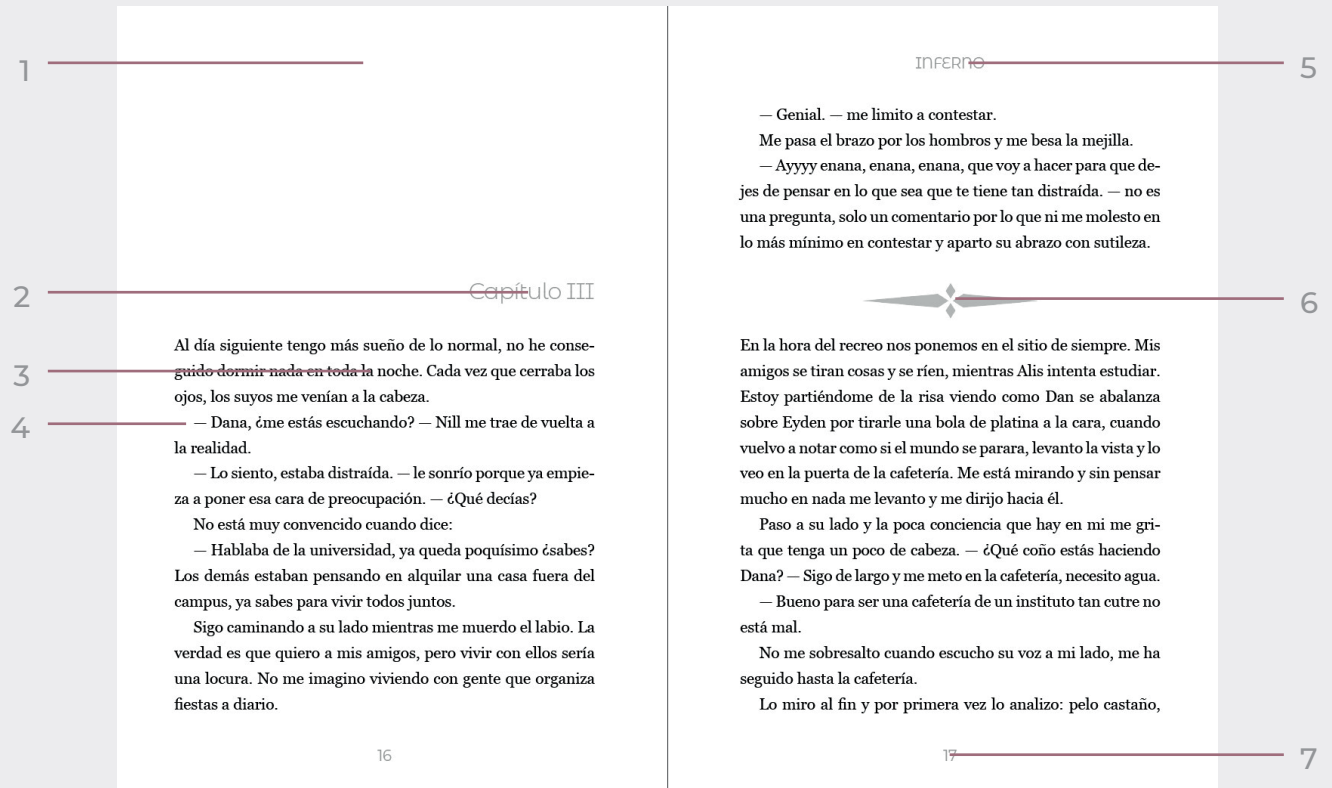 1
2
3
4
Capítulo III
Al día siguiente tengo más sueño de lo normal, no he conse-
guido dormir nada en toda la noche. Cada vez que cerraba los
ojos, los suyos me venían a la cabeza.
— Dana, ¿me estás escuchando? — Nill me trae de vuelta a
la realidad.
— Lo siento, estaba distraída. — le sonrío porque ya empie-
za a poner esa cara de preocupación. — ¿Qué decías?
No está muy convencido cuando dice:
— Hablaba de la universidad, ya queda poquísimo ¿sabes?
Los demás estaban pensando en alquilar una casa fuera del
campus, ya sabes para vivir todos juntos.
Sigo caminando a su lado mientras me muerdo el labio. La
verdad es que quiero a mis amigos, pero vivir con ellos sería
una locura. No me imagino viviendo con gente que organiza
fiestas a diario.
16
INFERNO
— Genial. — me limito a contestar.
Me pasa el brazo por los hombros y me besa la mejilla.
— Ayyyy enana, enana, enana, que voy a hacer para que de-
jes de pensar en lo que sea que te tiene tan distraída. — no es
una pregunta, solo un comentario por lo que ni me molesto en
lo más mínimo en contestar y aparto su abrazo con sutileza.
En la hora del recreo nos ponemos en el sitio de siempre. Mis
amigos se tiran cosas y se ríen, mientras Alis intenta estudiar.
Estoy partiéndome de la risa viendo como Dan se abalanza
sobre Eyden por tirarle una bola de platina a la cara, cuando
vuelvo a notar como si el mundo se parara, levanto la vista y lo
veo en la puerta de la cafetería. Me está mirando y sin pensar
mucho en nada me levanto y me dirijo hacia él.
Paso a su lado y la poca conciencia que hay en mi me gri-
ta que tenga un poco de cabeza. — ¿Qué coño estás haciendo
Dana? — Sigo de largo y me meto en la cafetería, necesito agua.
— Bueno para ser una cafetería de un instituto tan cutre no
está mal.
No me sobresalto cuando escucho su voz a mi lado, me ha
seguido hasta la cafetería.
Lo miro al fin y por primera vez lo analizo: pelo castaño,
17
5
6
7